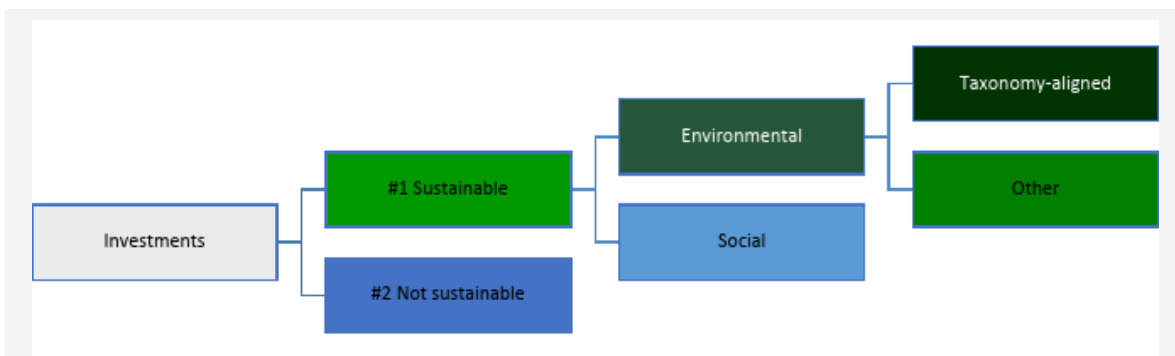 Taxonomy-aligned
Environmental
#1 Sustainable
Other
Investments
Social
#2 Not sustainable